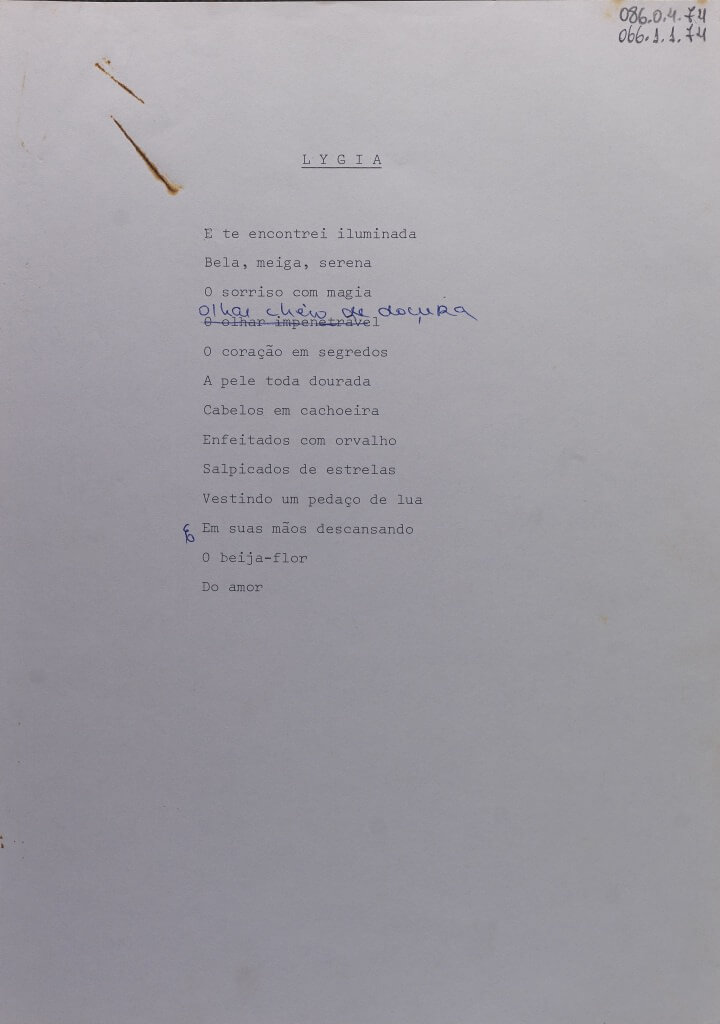 086.0.4.74
066.1.1.74
L Y G I A
E te encontrei iluminada
Bela, meiga, serena
O sorriso com magia
olhar cheio de doçura
O olhar impenetrável
O coração em segredos
A pele toda dourada
Cabelos em cachoeira
Enfeitados com orvalho
Salpicados de estrelas
Vestindo um pedaço de lua
E Em suas mãos descansando
O beija-flor
Do amor